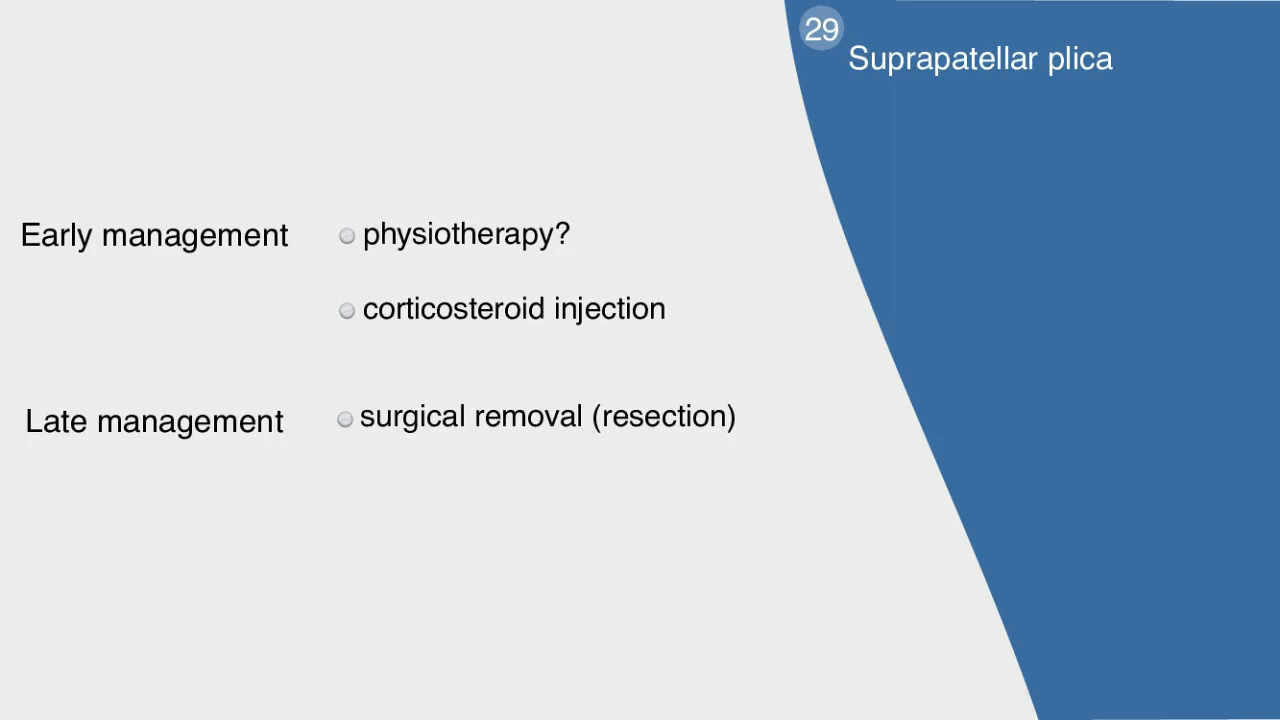 29
Suprapatellar plica
Early management
physiotherapy?
corticosteroid injection
Late management
surgical removal (resection)